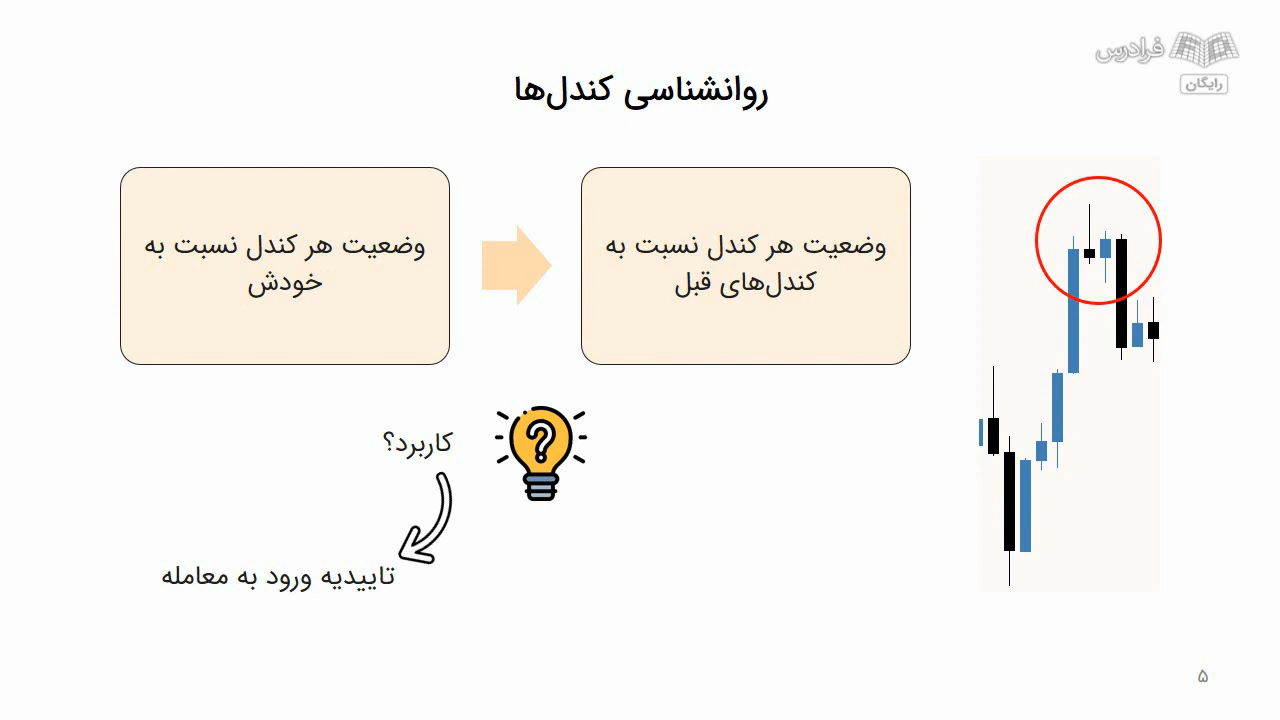 فرادرس
رایگان
روانشناسی کندل‌ها
وضعیت هر کندل نسبت به
کندل‌های قبل
وضعیت هر کندل نسبت به
خودش
کاربرد؟
تاییدیه ورود به معامله
۵